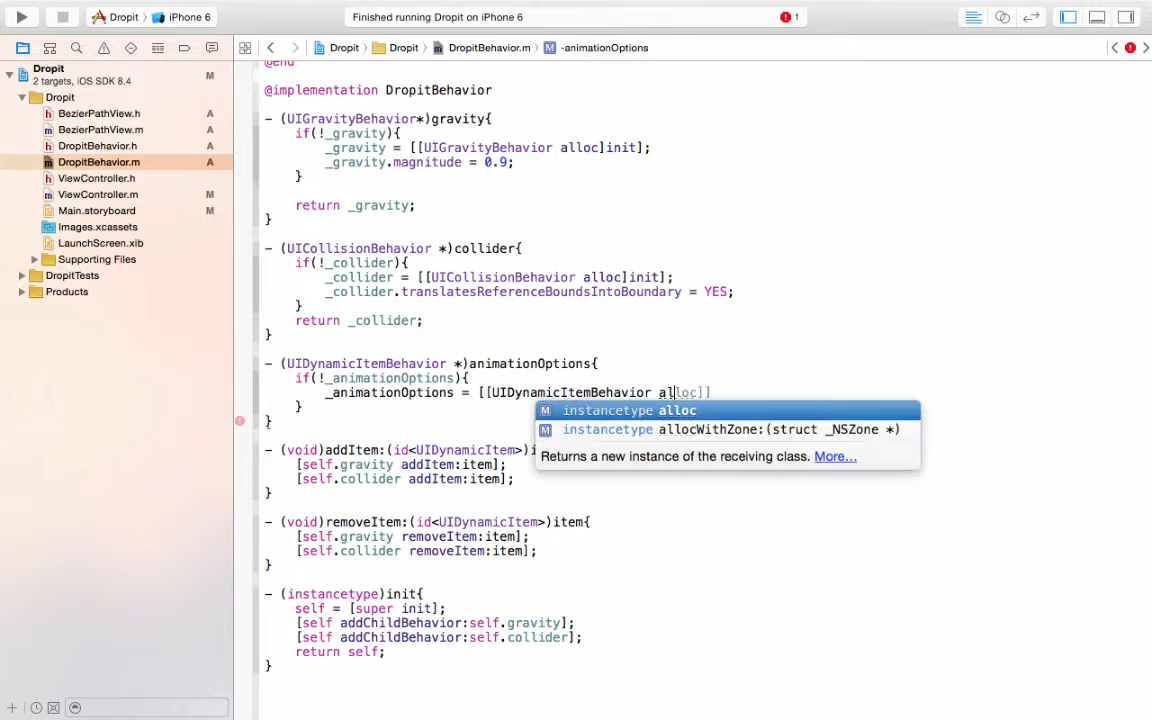 Dropit iPhone 6 Finished running Dropit on iPhone 6 1
Dropit Dropit DropitBehavior.m M -animationOptions
Dropit M
2 targets, iOS SDK 8.4
Dropit
h BezierPathView.h A
m BezierPathView.m A
h DropitBehavior.h A
m DropitBehavior.m A
h ViewController.h
m ViewController.m M
Main.storyboard M
Images.xcassets
LaunchScreen.xib
Supporting Files
DropitTests
Products
@end
@implementation DropitBehavior
- (UIGravityBehavior*)gravity{
if(!_gravity){
_gravity = [[UIGravityBehavior alloc]init];
_gravity.magnitude = 0.9;
}
return _gravity;
}
- (UICollisionBehavior *)collider{
if(!_collider){
_collider = [[UICollisionBehavior alloc]init];
_collider.translatesReferenceBoundsIntoBoundary = YES;
}
return _collider;
}
- (UIDynamicItemBehavior *)animationOptions{
if(!_animationOptions){
_animationOptions = [[UIDynamicItemBehavior alloc]]
}
}
M instancetype alloc
M instancetype allocWithZone:(struct _NSZone *)
Returns a new instance of the receiving class. More...
- (void)addItem:(id<UIDynamicItem>)i
[self.gravity addItem:item];
[self.collider addItem:item];
}
- (void)removeItem:(id<UIDynamicItem>)item{
[self.gravity removeItem:item];
[self.collider removeItem:item];
}
- (instancetype)init{
self = [super init];
[self addChildBehavior:self.gravity];
[self addChildBehavior:self.collider];
return self;
}